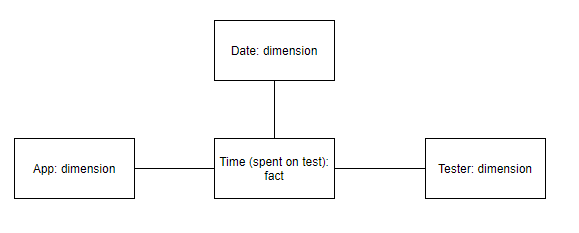 Date: dimension
App: dimension
Time (spent on test):
fact
Tester: dimension